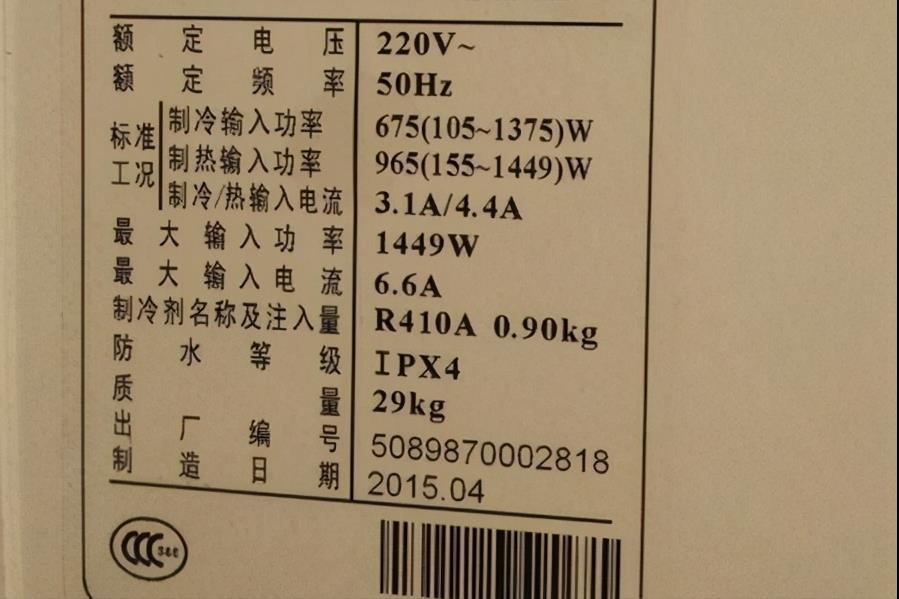 额定电压 220V~
额定频率 50Hz
标准工况 制冷输入功率 675(105~1375)W
制热输入功率 965(155~1449)W
制冷/热输入电流 3.1A/4.4A
最大输入功率 1449W
最大输入电流 6.6A
制冷剂名称及注入量 R410A 0.90kg
防水等级 IPX4
质量 29kg
出厂编号 5089870002818
制造日期 2015.04
CCC S&E